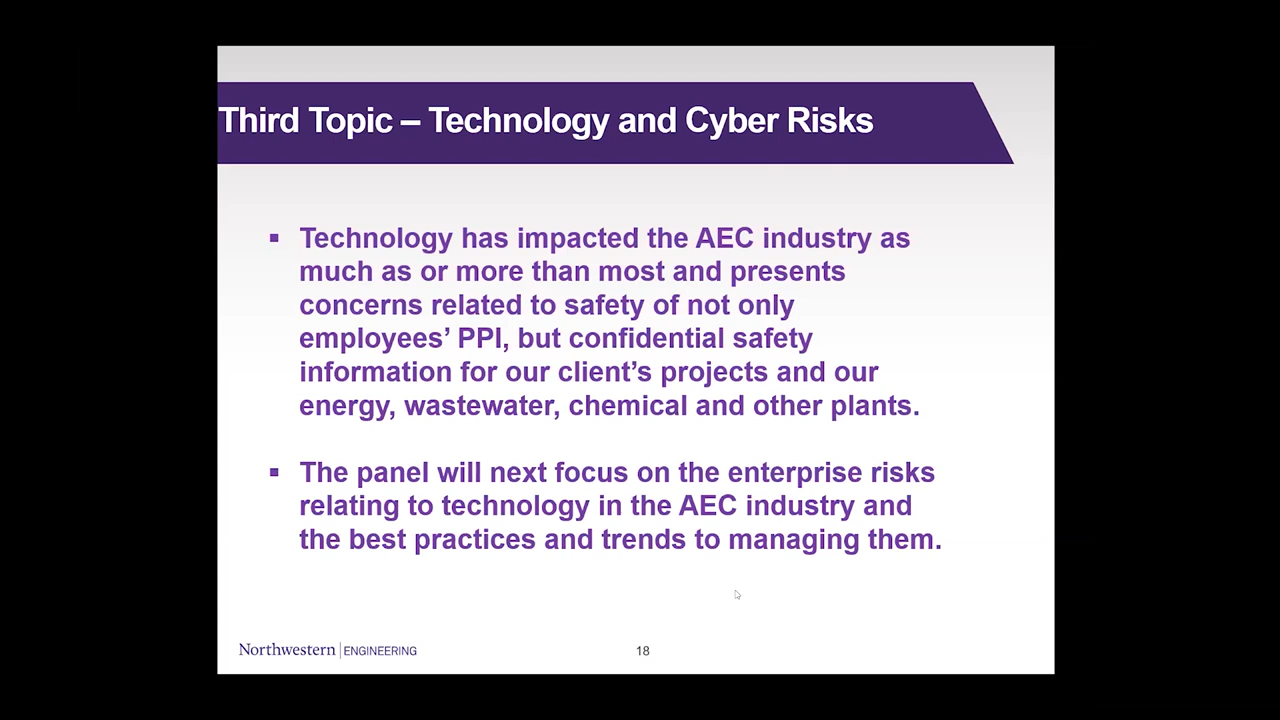 Third Topic – Technology and Cyber Risks
▪ Technology has impacted the AEC industry as
much as or more than most and presents
concerns related to safety of not only
employees’ PPI, but confidential safety
information for our client’s projects and our
energy, wastewater, chemical and other plants.
▪ The panel will next focus on the enterprise risks
relating to technology in the AEC industry and
the best practices and trends to managing them.
Northwestern | ENGINEERING
18